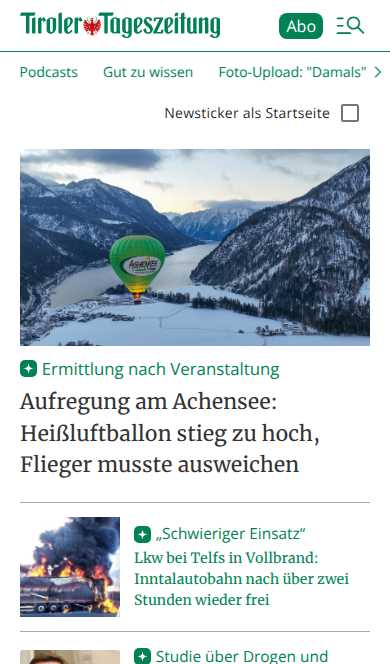 Tiroler Tageszeitung
Abo
Podcasts Gut zu wissen Foto-Upload: "Damals"
Newsticker als Startseite
ACHENSEE
Ermittlung nach Veranstaltung
Aufregung am Achensee:
Heißluftballon stieg zu hoch,
Flieger musste ausweichen
„Schwieriger Einsatz“
Lkw bei Telfs in Vollbrand:
Inntalautobahn nach über zwei
Stunden wieder frei
Studie über Drogen und